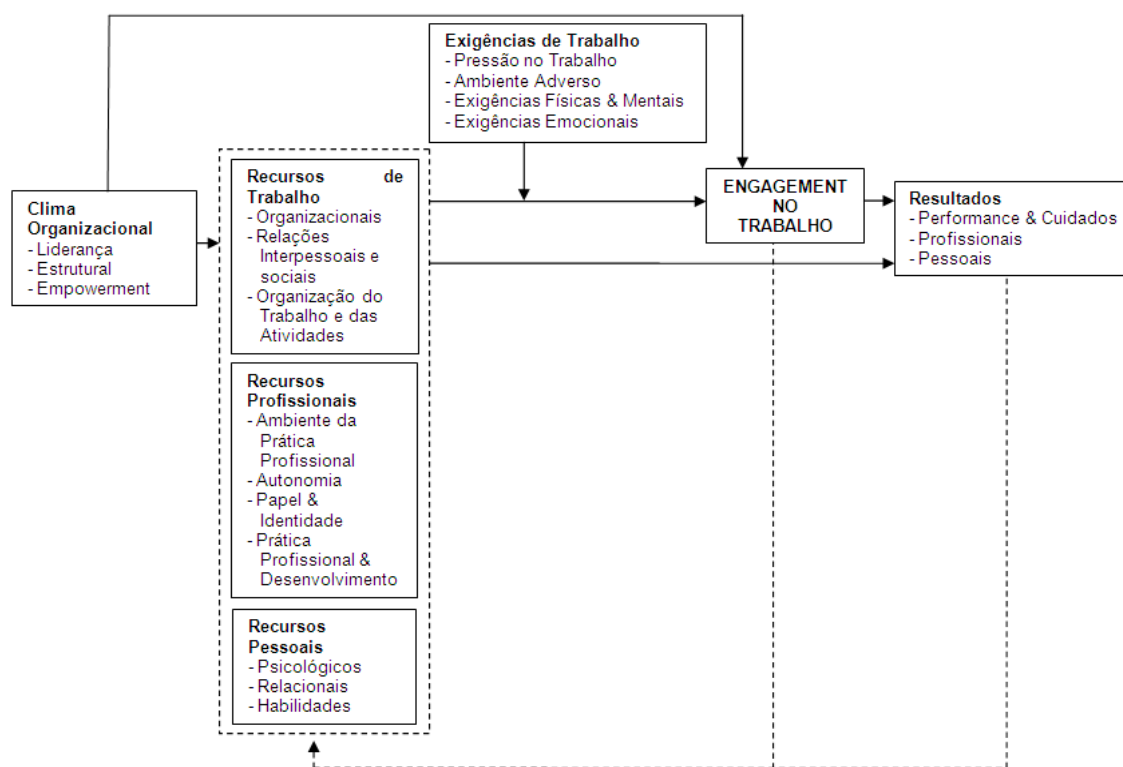 Exigências de Trabalho
- Pressão no Trabalho
- Ambiente Adverso
- Exigências Físicas & Mentais
- Exigências Emocionais
Clima
Organizacional
- Liderança
- Estrutural
- Empowerment
Recursos de
Trabalho
- Organizacionais
- Relações
Interpessoais e
sociais
- Organização do
Trabalho e das
Atividades
Recursos
Profissionais
- Ambiente da
Prática
Profissional
- Autonomia
- Papel &
Identidade
- Prática
Profissional &
Desenvolvimento
Recursos
Pessoais
- Psicológicos
- Relacionais
- Habilidades
ENGAGEMENT
NO
TRABALHO
Resultados
- Performance & Cuidados
- Profissionais
- Pessoais